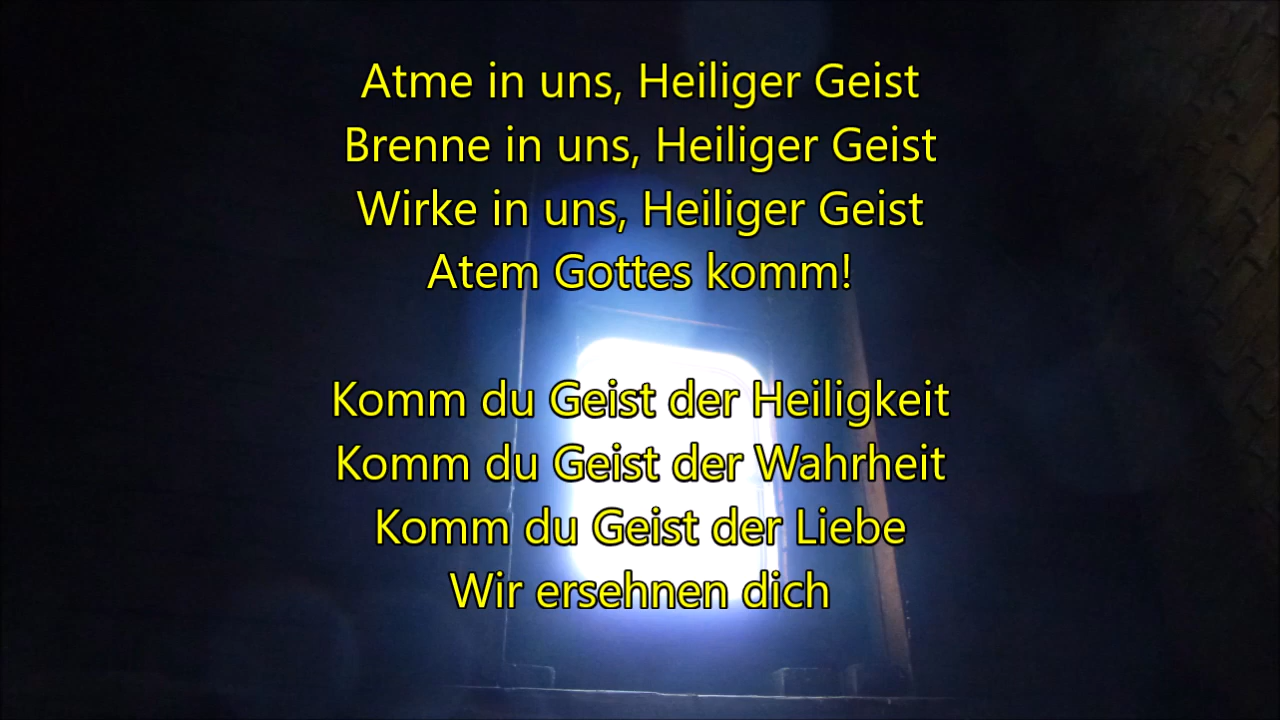 Atme in uns, Heiliger Geist
Brenne in uns, Heiliger Geist
Wirke in uns, Heiliger Geist
Atem Gottes komm!
Komm du Geist der Heiligkeit
Komm du Geist der Wahrheit
Komm du Geist der Liebe
Wir ersehnen dich